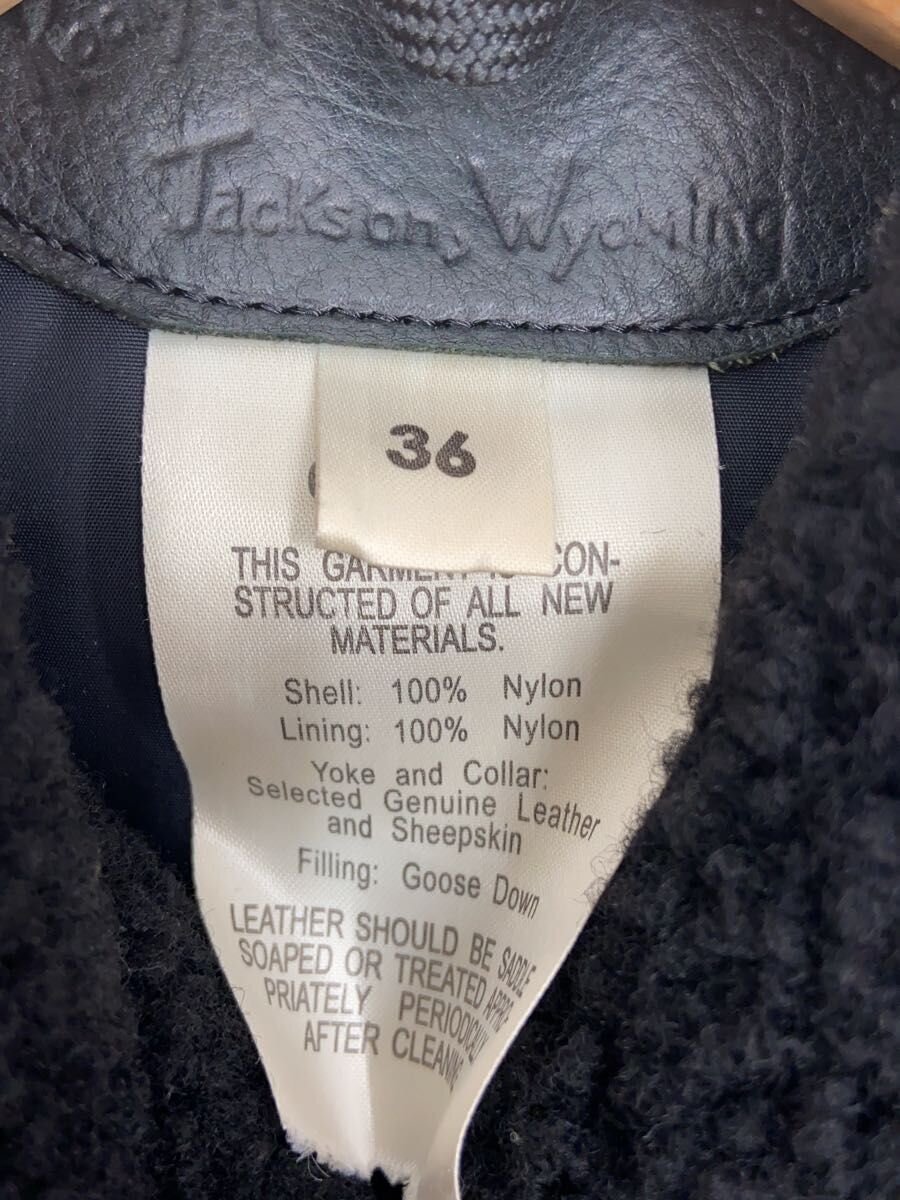 Jackson, Wyoming
36
THIS GARMENT IS CON-
STRUCTED OF ALL NEW
MATERIALS.
Shell: 100% Nylon
Lining: 100% Nylon
Yoke and Collar:
Selected Genuine Leather
and Sheepskin
Filling: Goose Down
LEATHER SHOULD BE SADDLE
SOAPED OR TREATED APPRO-
PRIATELY PERIODICALLY
AFTER CLEANING